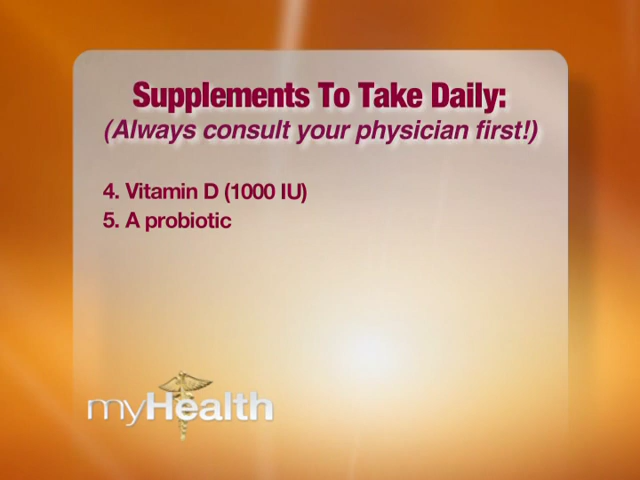 Supplements To Take Daily:
(Always consult your physician first!)
4. Vitamin D (1000 IU)
5. A probiotic
myHealth